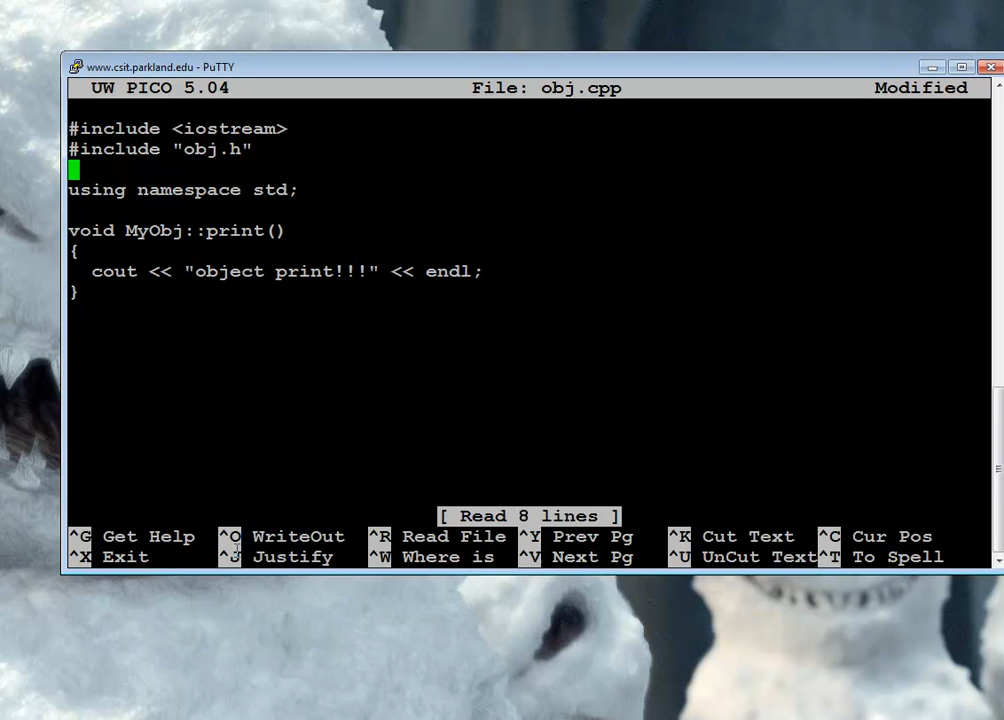 www.csit.parkland.edu - PuTTY
UW PICO 5.04 File: obj.cpp Modified
#include <iostream>
#include "obj.h"
using namespace std;
void MyObj::print()
{
cout << "object print!!!" << endl;
}
[ Read 8 lines ]
^G Get Help ^O WriteOut ^R Read File ^Y Prev Pg ^K Cut Text ^C Cur Pos
^X Exit ^J Justify ^W Where is ^V Next Pg ^U UnCut Text ^T To Spell